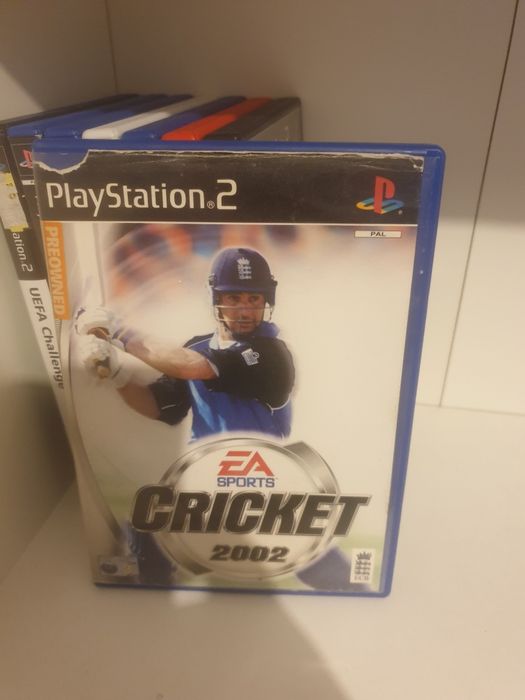 PlayStation®2
PAL
PREOWNED
ation®2
UEFA Challenge
EA
SPORTS
CRICKET
2002
ECB